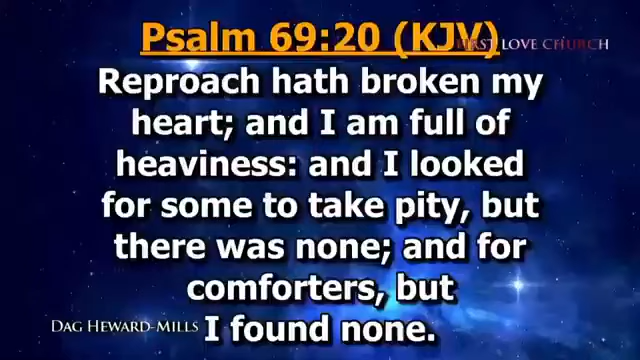 Psalm 69:20 (KJV)
FIRST LOVE CHURCH
Reproach hath broken my
heart; and I am full of
heaviness: and I looked
for some to take pity, but
there was none; and for
comforters, but
I found none.
DAG HEWARD-MILLS